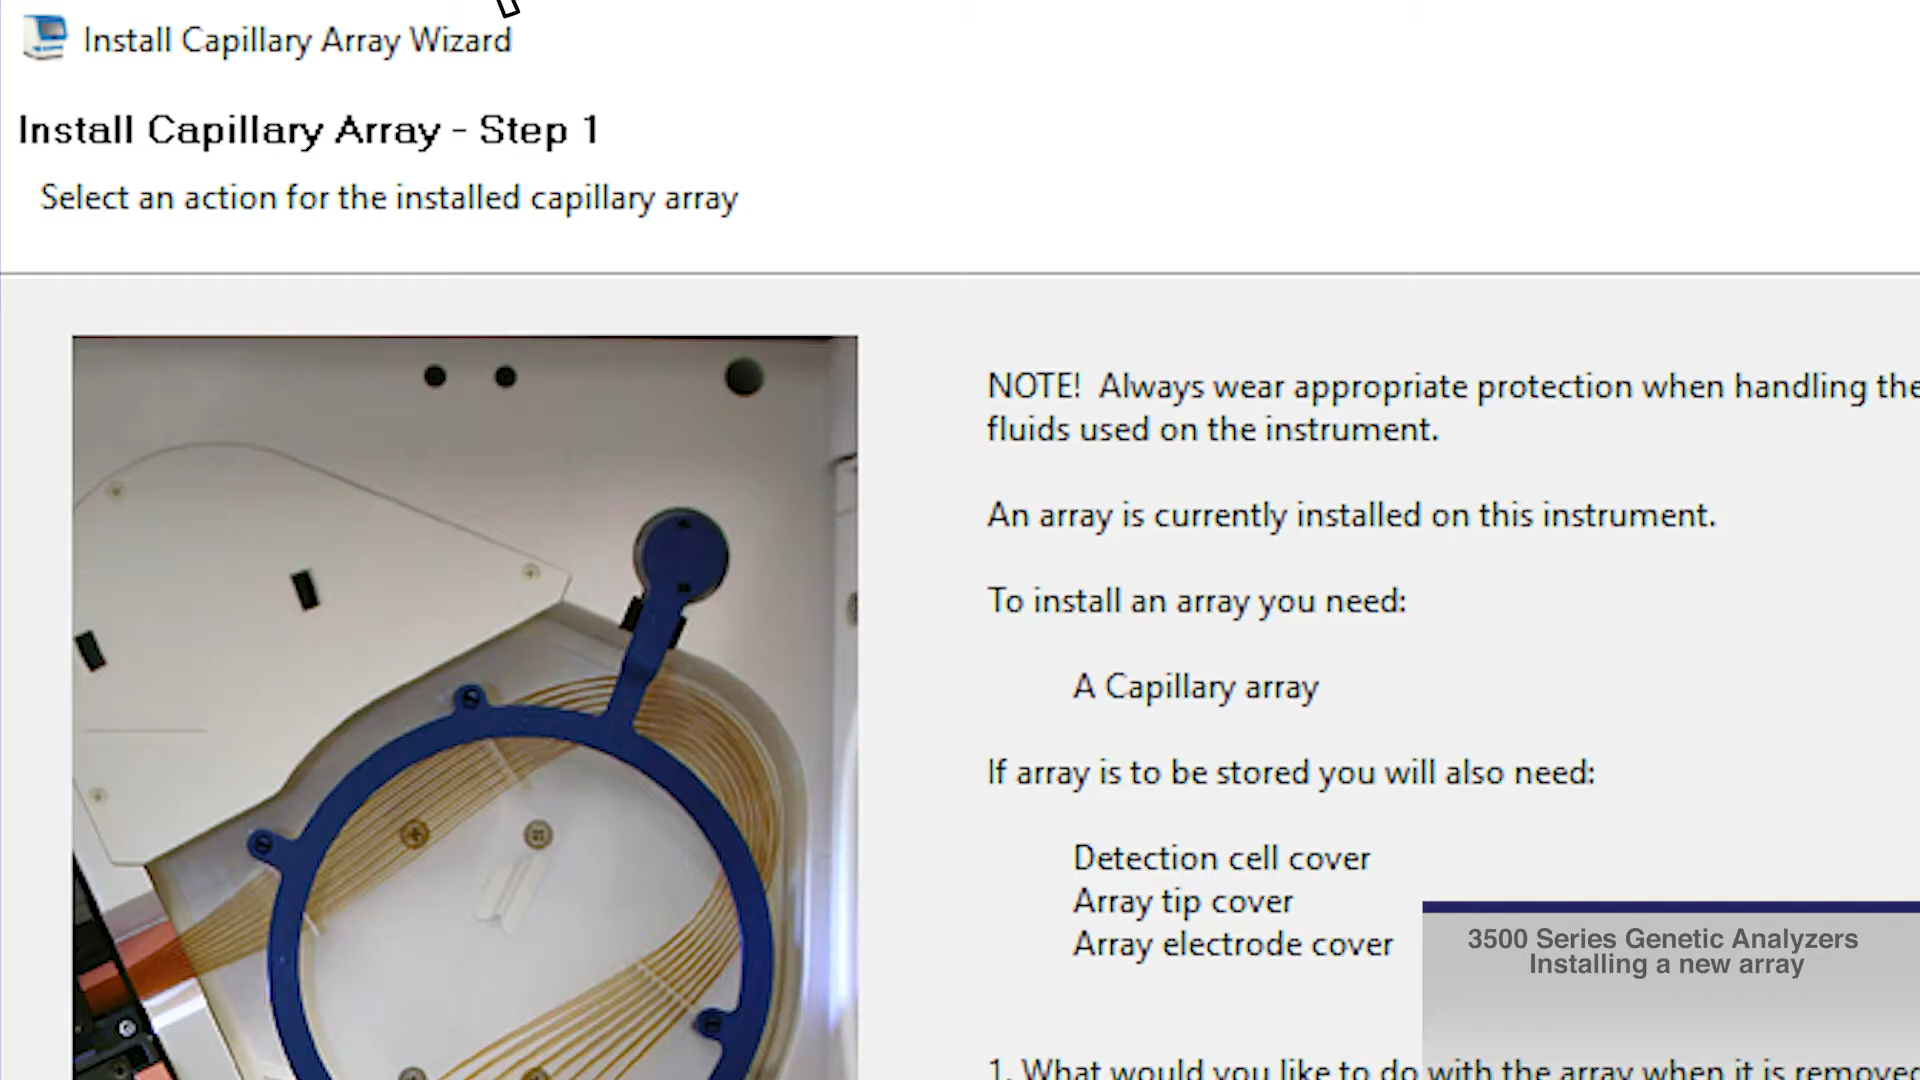 Install Capillary Array Wizard
Install Capillary Array - Step 1
Select an action for the installed capillary array
NOTE! Always wear appropriate protection when handling the
fluids used on the instrument.
An array is currently installed on this instrument.
To install an array you need:
A Capillary array
If array is to be stored you will also need:
Detection cell cover
Array tip cover
Array electrode cover
3500 Series Genetic Analyzers
Installing a new array
1. What would you like to do with the array when it is removed